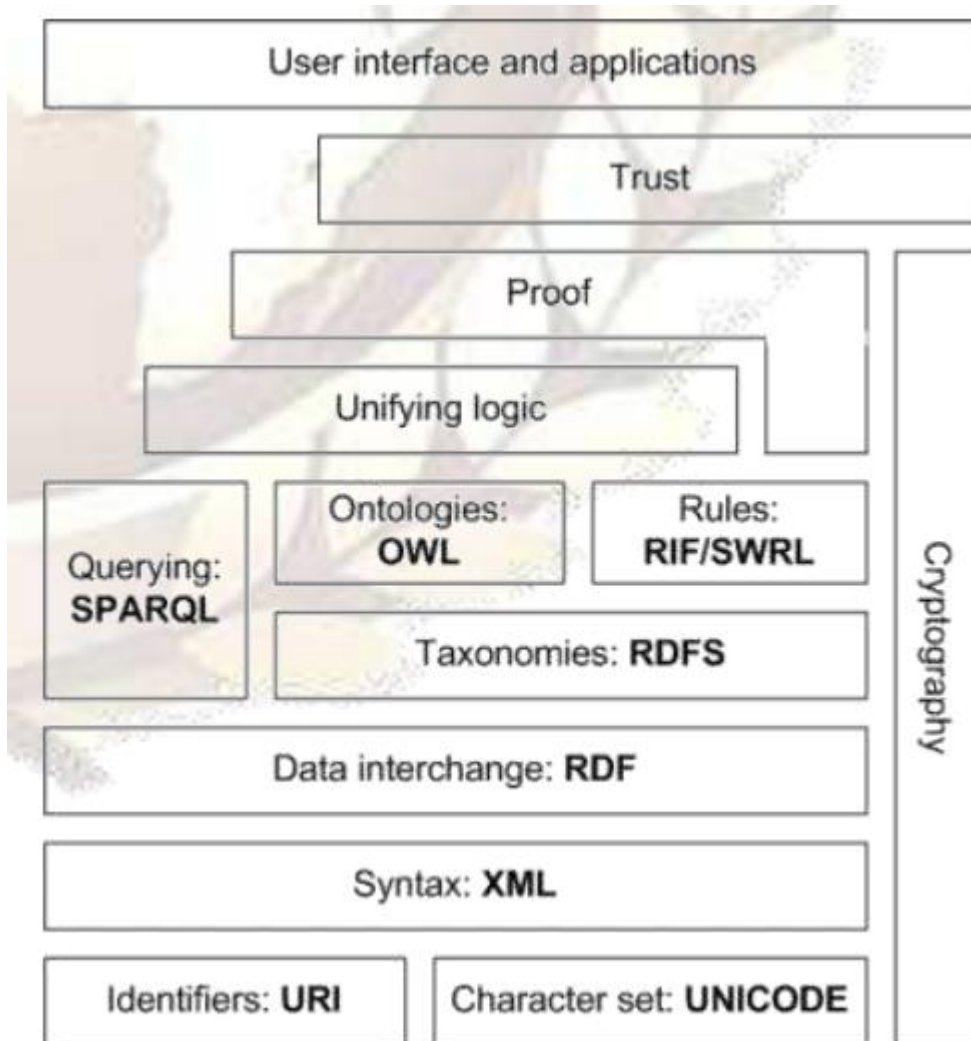 User interface and applications
Trust
Proof
Unifying logic
Querying:
SPARQL
Ontologies:
OWL
Rules:
RIF/SWRL
Taxonomies: RDFS
Data interchange: RDF
Syntax: XML
Identifiers: URI
Character set: UNICODE
Cryptography